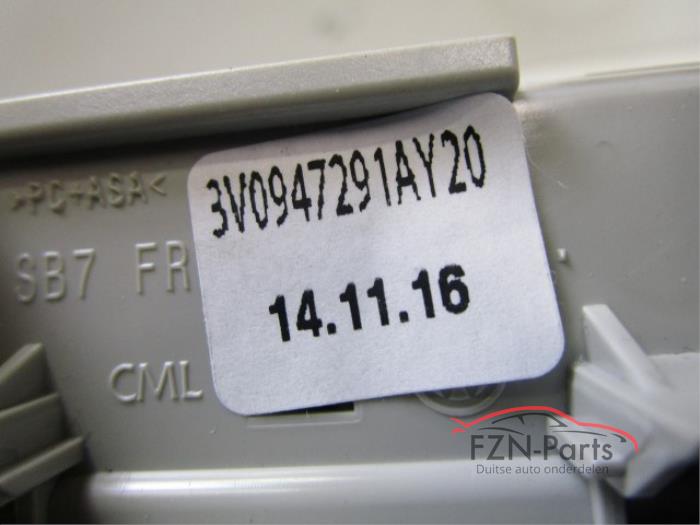 >PC+ASA<
3V0947291AY20
SB7 FR
14.11.16
CML
FZN-Parts
Duitse auto onderdelen